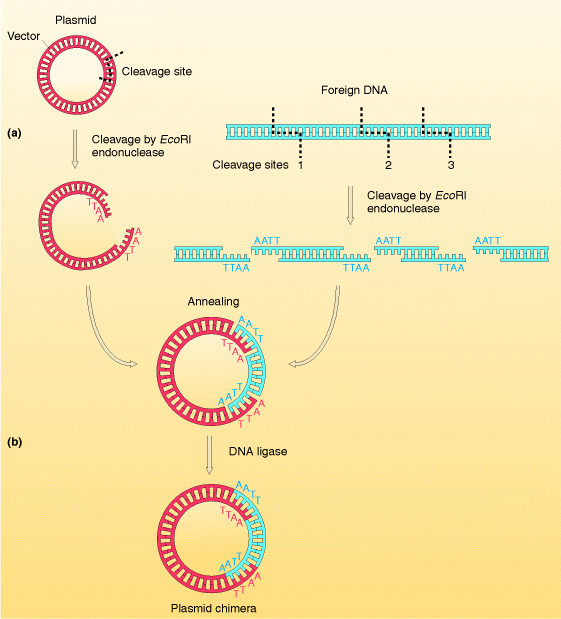 Plasmid
Vector
Cleavage site
Foreign DNA
(a)
Cleavage by EcoRI
endonuclease
Cleavage sites 1 2 3
Cleavage by EcoRI
endonuclease
TTAA
AATT
AATT AATT AATT
TTAA TTAA TTAA
Annealing
AATT
TTAA
AATT
TTAA
(b)
DNA ligase
AATT
TTAA
AATT
TTAA
Plasmid chimera